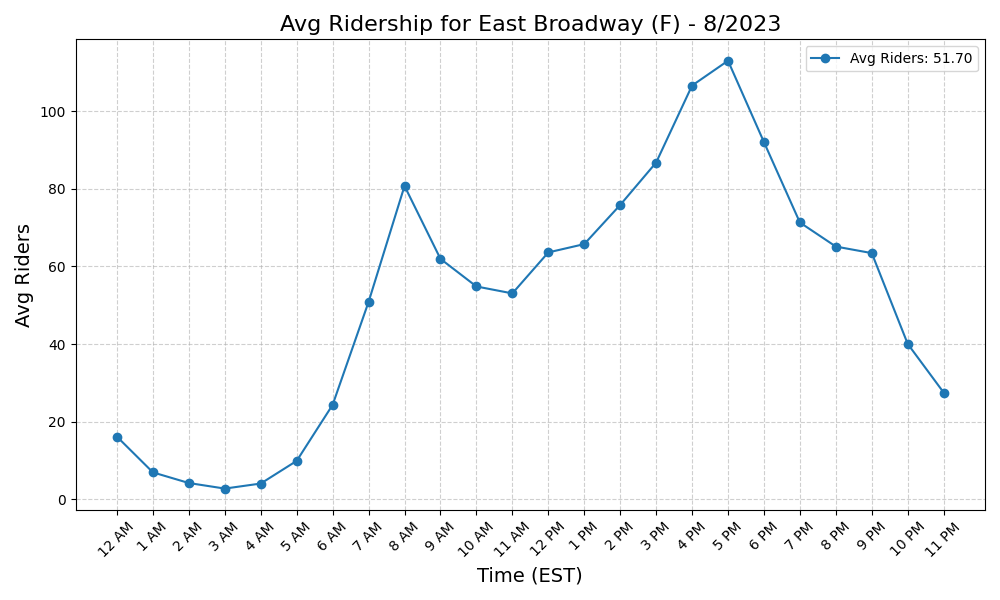 Avg Ridership for East Broadway (F) - 8/2023
Avg Riders: 51.70
Avg Riders
100
80
60
40
20
0
12 AM
1 AM
2 AM
3 AM
4 AM
5 AM
6 AM
7 AM
8 AM
9 AM
10 AM
11 AM
12 PM
1 PM
2 PM
3 PM
4 PM
5 PM
6 PM
7 PM
8 PM
9 PM
10 PM
11 PM
Time (EST)